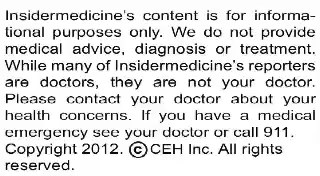 Insidermedicine's content is for informa-
tional purposes only. We do not provide
medical advice, diagnosis or treatment.
While many of Insidermedicine's reporters
are doctors, they are not your doctor.
Please contact your doctor about your
health concerns. If you have a medical
emergency see your doctor or call 911.
Copyright 2012. ©CEH Inc. All rights
reserved.